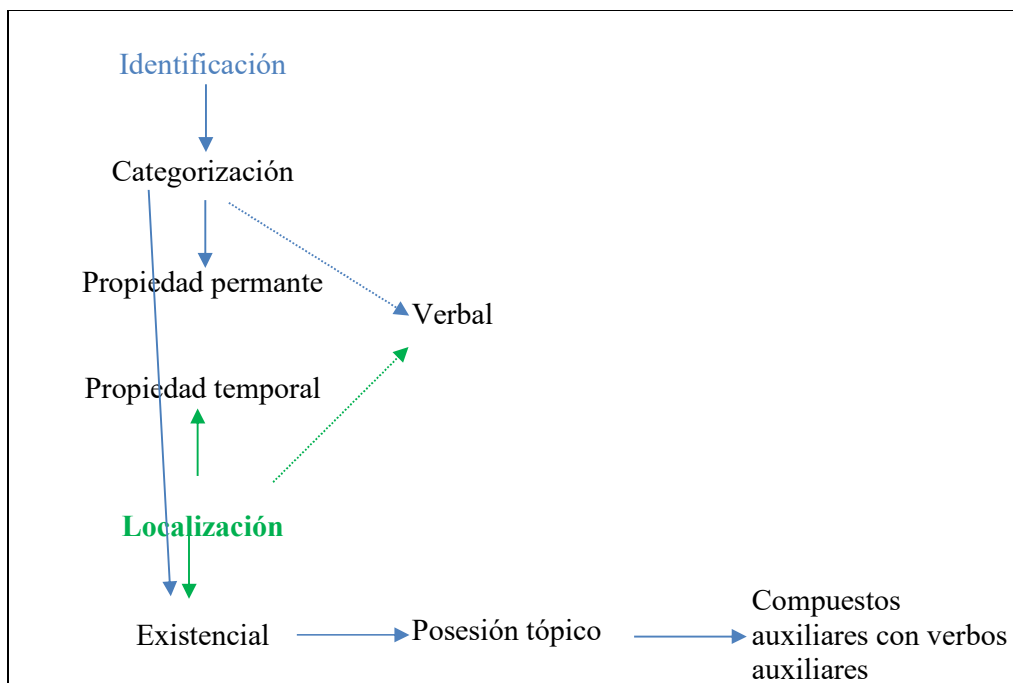 Identificación
Categorización
Propiedad permante
Verbal
Propiedad temporal
Localización
Existencial
Posesión tópico
Compuestos
auxiliares con verbos
auxiliares